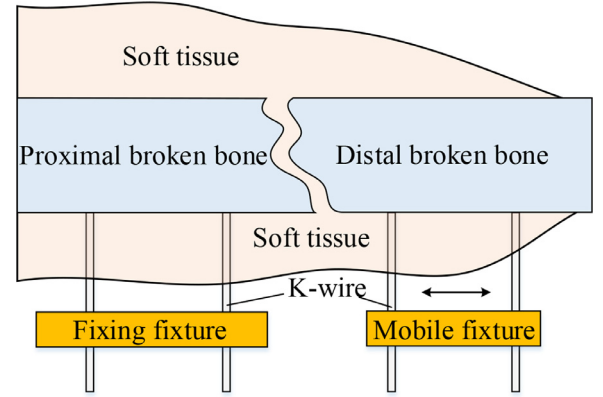 Soft tissue
Proximal broken bone
Distal broken bone
Soft tissue
K-wire
Fixing fixture
Mobile fixture